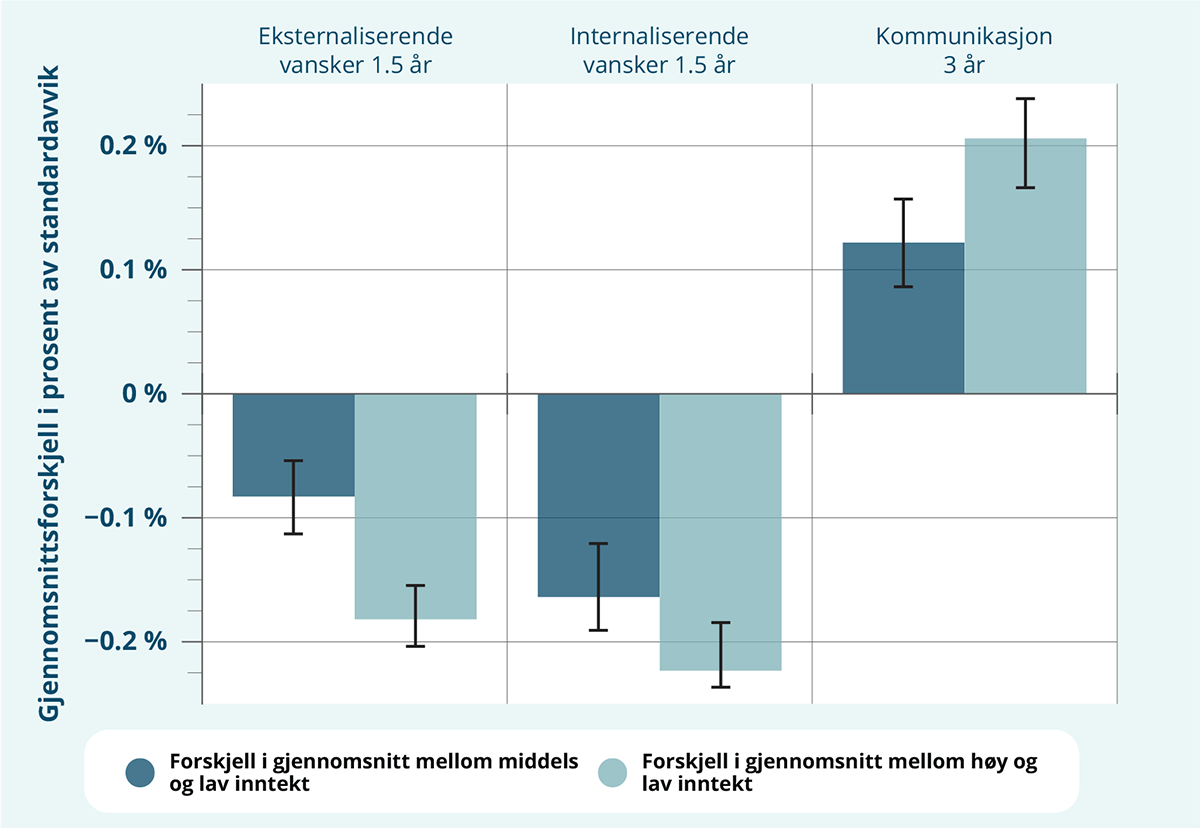 Eksternaliserende
vansker 1.5 år
Internaliserende
vansker 1.5 år
Kommunikasjon
3 år
Gjennomsnittsforskjell i prosent av standardavvik
0.2 %
0.1 %
0 %
−0.1 %
−0.2 %
Forskjell i gjennomsnitt mellom middels
og lav inntekt
Forskjell i gjennomsnitt mellom høy og
lav inntekt